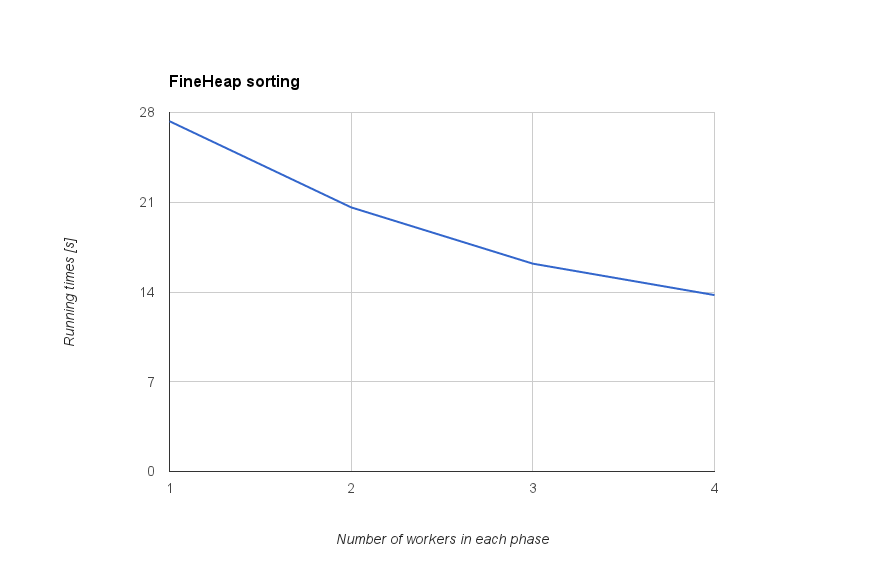 FineHeap sorting
28
21
14
7
0
Running times [s]
1 2 3 4
Number of workers in each phase